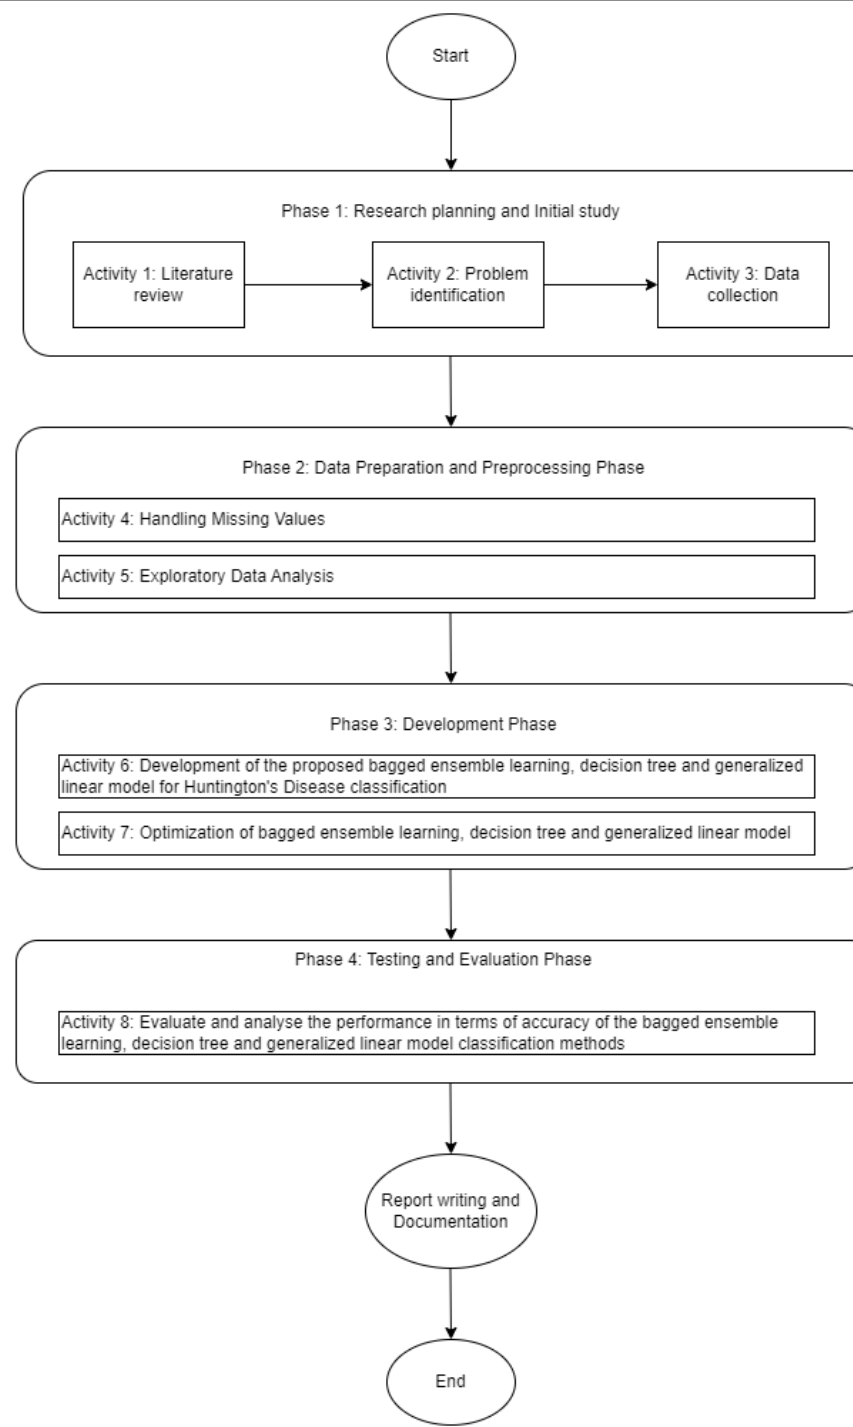 Start
Phase 1: Research planning and Initial study
Activity 1: Literature
review
Activity 2: Problem
identification
Activity 3: Data
collection
Phase 2: Data Preparation and Preprocessing Phase
Activity 4: Handling Missing Values
Activity 5: Exploratory Data Analysis
Phase 3: Development Phase
Activity 6: Development of the proposed bagged ensemble learning, decision tree and generalized
linear model for Huntington's Disease classification
Activity 7: Optimization of bagged ensemble learning, decision tree and generalized linear model
Phase 4: Testing and Evaluation Phase
Activity 8: Evaluate and analyse the performance in terms of accuracy of the bagged ensemble
learning, decision tree and generalized linear model classification methods
Report writing and
Documentation
End